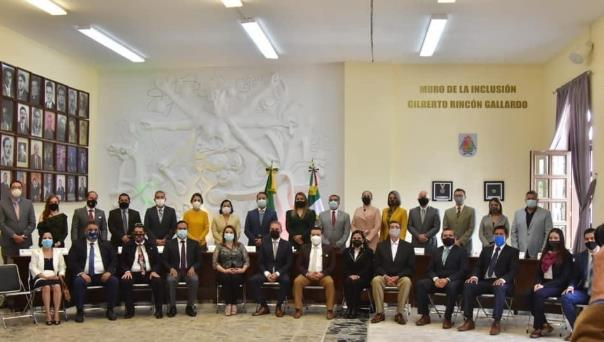 MURO DE LA INCLUSIÓN
GILBERTO RINCÓN GALLARDO